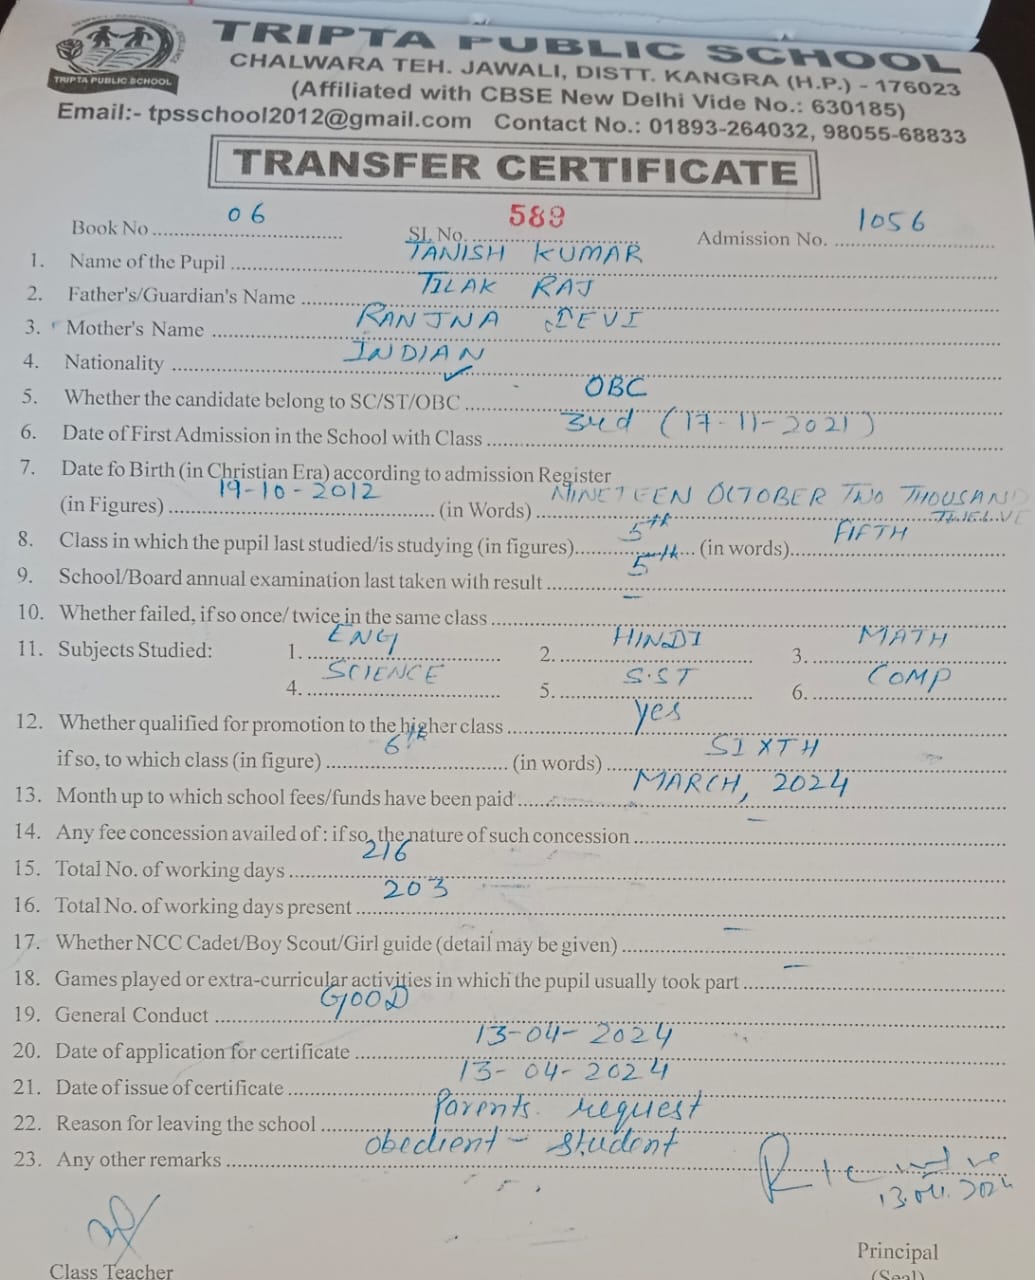 TRIPTA PUBLIC SCHOOL
TRIPTA PUBLIC SCHOOL
CHALWARA TEH. JAWALI, DISTT. KANGRA (H.P.) - 176023
(Affiliated with CBSE New Delhi Vide No.: 630185)
Email:- tpsschool2012@gmail.com Contact No.: 01893-264032, 98055-68833
TRANSFER CERTIFICATE
Book No 06 Sl. No. 589 Admission No. 1056
1. Name of the Pupil TANISH KUMAR
2. Father's/Guardian's Name TILAK RAJ
3. Mother's Name RANJNA DEVI
4. Nationality INDIAN
5. Whether the candidate belong to SC/ST/OBC OBC
6. Date of First Admission in the School with Class 3rd (17-11-2021)
7. Date fo Birth (in Christian Era) according to admission Register
(in Figures) 19-10-2012 (in Words) NINETEEN OCTOBER TWO THOUSAND TWELVE
8. Class in which the pupil last studied/is studying (in figures) 5th (in words) FIFTH
9. School/Board annual examination last taken with result 5th
10. Whether failed, if so once/ twice in the same class –
11. Subjects Studied: 1. ENG 2. HINDI 3. MATH
4. SCIENCE 5. S.ST 6. COMP
12. Whether qualified for promotion to the higher class yes
if so, to which class (in figure) 6th (in words) SIXTH
13. Month up to which school fees/funds have been paid MARCH, 2024
14. Any fee concession availed of : if so, the nature of such concession –
15. Total No. of working days 216
16. Total No. of working days present 203
17. Whether NCC Cadet/Boy Scout/Girl guide (detail may be given) –
18. Games played or extra-curricular activities in which the pupil usually took part –
19. General Conduct GOOD
20. Date of application for certificate 13-04-2024
21. Date of issue of certificate 13-04-2024
22. Reason for leaving the school Parents request
23. Any other remarks obedient - student
13.04.2024
Class Teacher
Principal
(Seal)